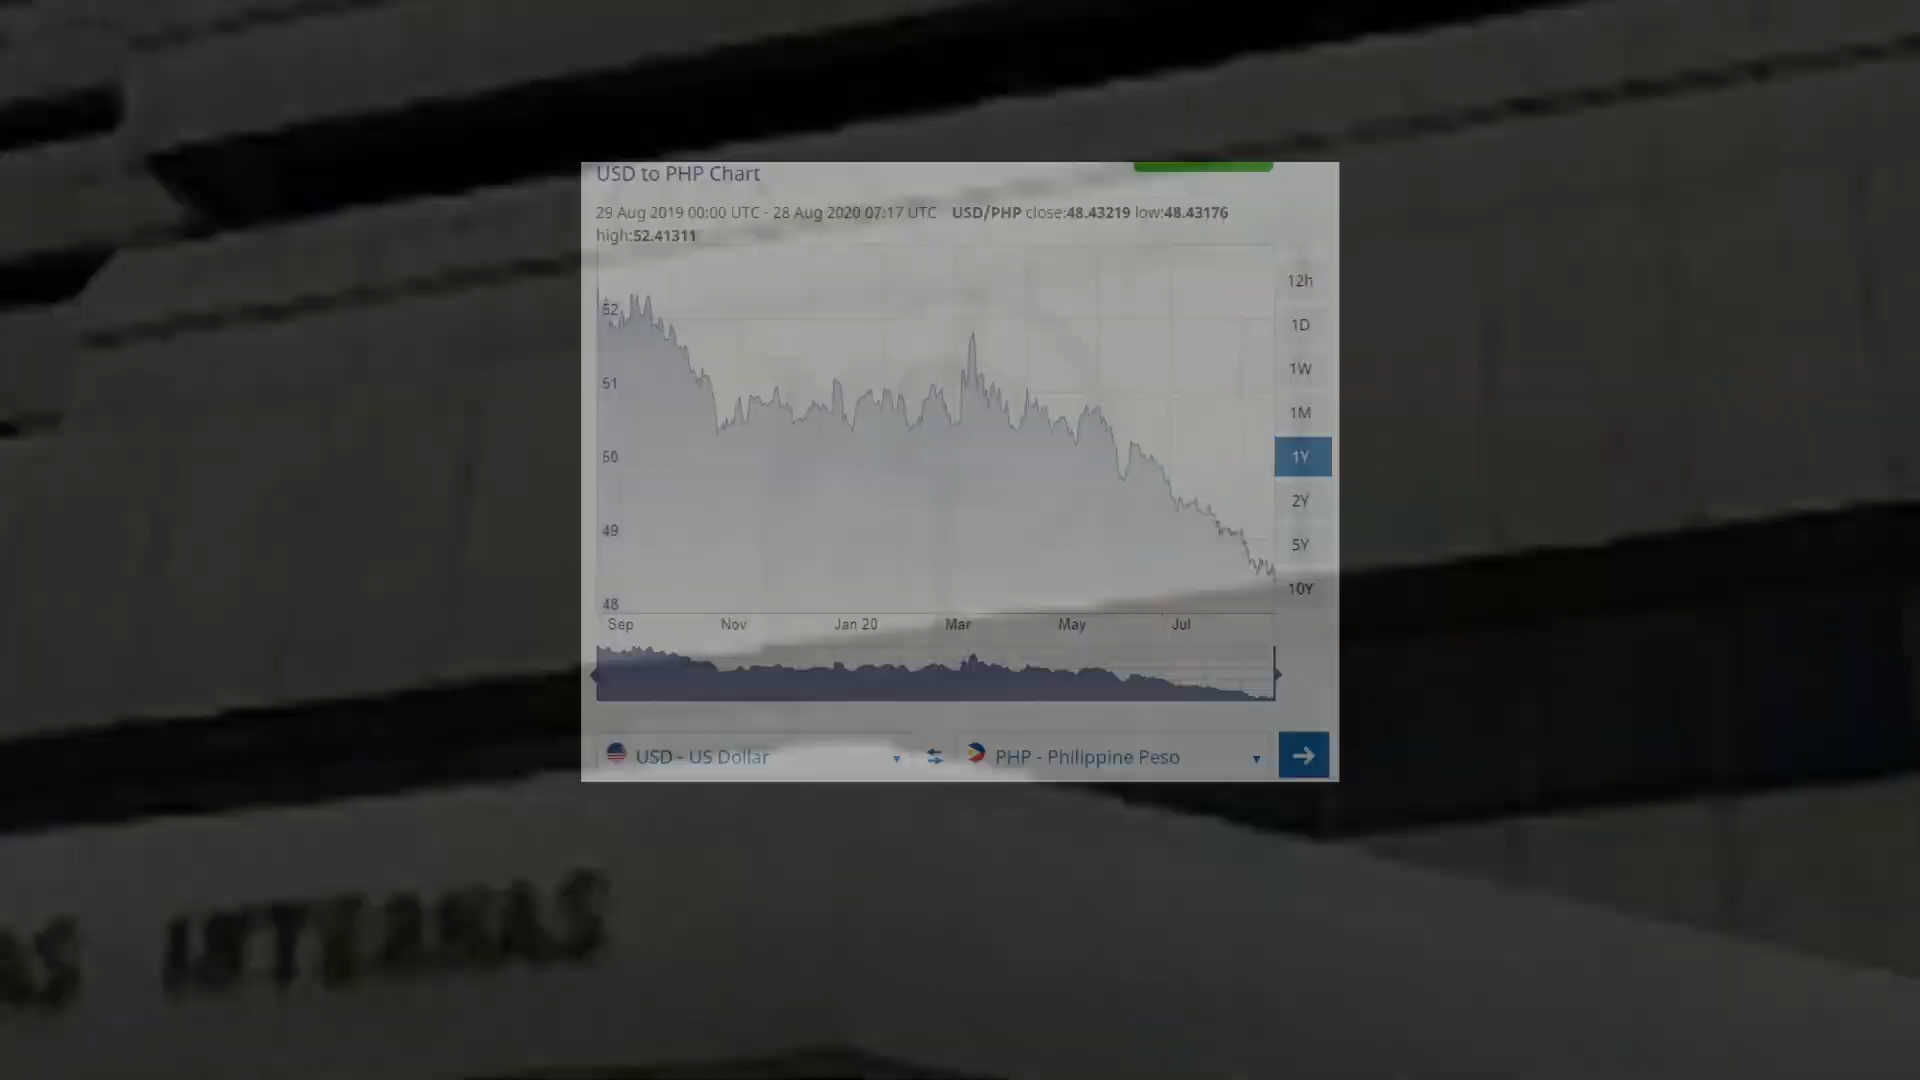 USD to PHP Chart
29 Aug 2019 00:00 UTC - 28 Aug 2020 07:17 UTC USD/PHP close:48.43219 low:48.43176
high:52.41311
12h
52
1D
1W
51
1M
50
1Y
2Y
49
5Y
10Y
48
Sep Nov Jan 20 Mar May Jul
USD - US Dollar PHP - Philippine Peso